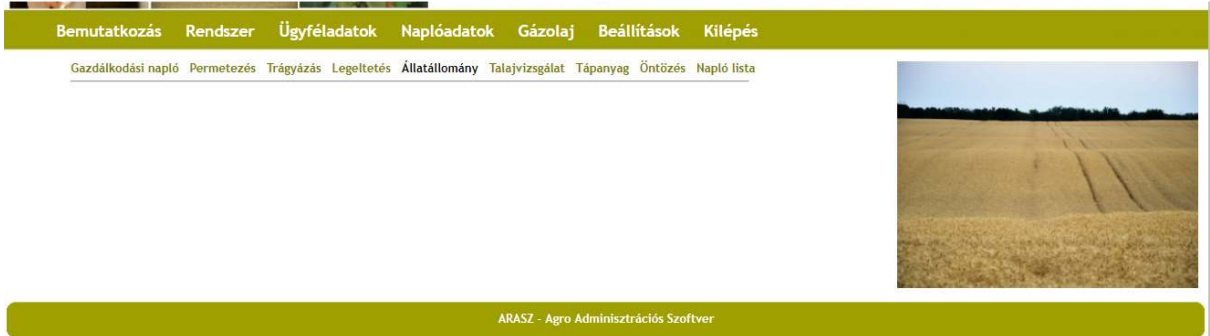 Bemutatkozás Rendszer Ügyféladatok Naplóadatok Gázolaj Beállítások Kilépés
Gazdálkodási napló Permetezés Trágyázás Legeltetés Állatállomány Talajvizsgálat Tápanyag Öntözés Napló lista
ARASZ - Agro Adminisztrációs Szoftver